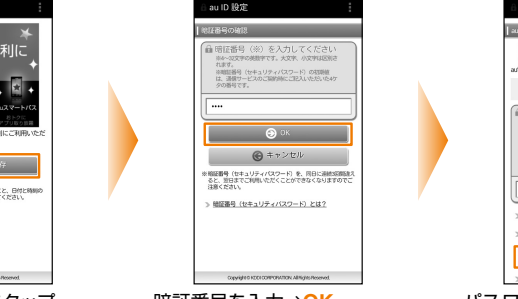 利に
auスマートパス
にご利用いただ
存
と、日付と時刻の
ください。
Reserved.
タップ
au ID 設定
暗証番号の確認
暗証番号（※）を入力してください
※4~32文字の英数字です。大文字、小文字は区別さ
れます。
※暗証番号（セキュリティパスワード）の初期値
は、通信サービスのご契約時にご記入いただいた4ケ
タの番号です。
••••
OK
キャンセル
※暗証番号（セキュリティパスワード）を、同日に連続3回間違え
ると、翌日までご利用いただくことができなくなりますのでご
注意ください。
暗証番号（セキュリティパスワード）とは？
Copyright© KDDI CORPORATION. All Rights Reserved.
暗証番号を入力→OK
au
au
パスワ